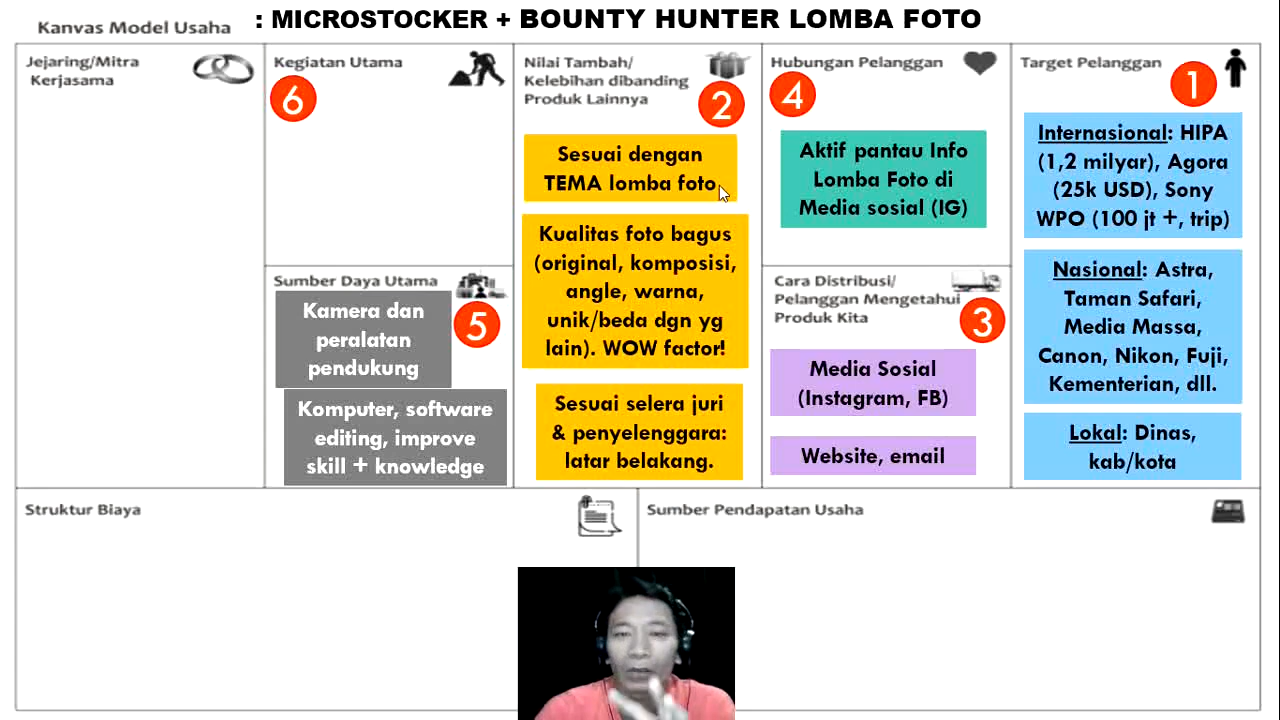 Kanvas Model Usaha : MICROSTOCKER + BOUNTY HUNTER LOMBA FOTO
Jejaring/Mitra
Kerjasama
Kegiatan Utama
6
Sumber Daya Utama
5
Kamera dan
peralatan
pendukung
Komputer, software
editing, improve
skill + knowledge
Nilai Tambah/
Kelebihan dibanding
Produk Lainnya
2
Sesuai dengan
TEMA lomba foto
Kualitas foto bagus
(original, komposisi,
angle, warna,
unik/beda dgn yg
lain). WOW factor!
Sesuai selera juri
& penyelenggara:
latar belakang.
Hubungan Pelanggan
4
Aktif pantau Info
Lomba Foto di
Media sosial (IG)
Cara Distribusi/
Pelanggan Mengetahui
Produk Kita
3
Media Sosial
(Instagram, FB)
Website, email
Target Pelanggan
1
Internasional: HIPA
(1,2 milyar), Agora
(25k USD), Sony
WPO (100 jt +, trip)
Nasional: Astra,
Taman Safari,
Media Massa,
Canon, Nikon, Fuji,
Kementerian, dll.
Lokal: Dinas,
kab/kota
Struktur Biaya
Sumber Pendapatan Usaha